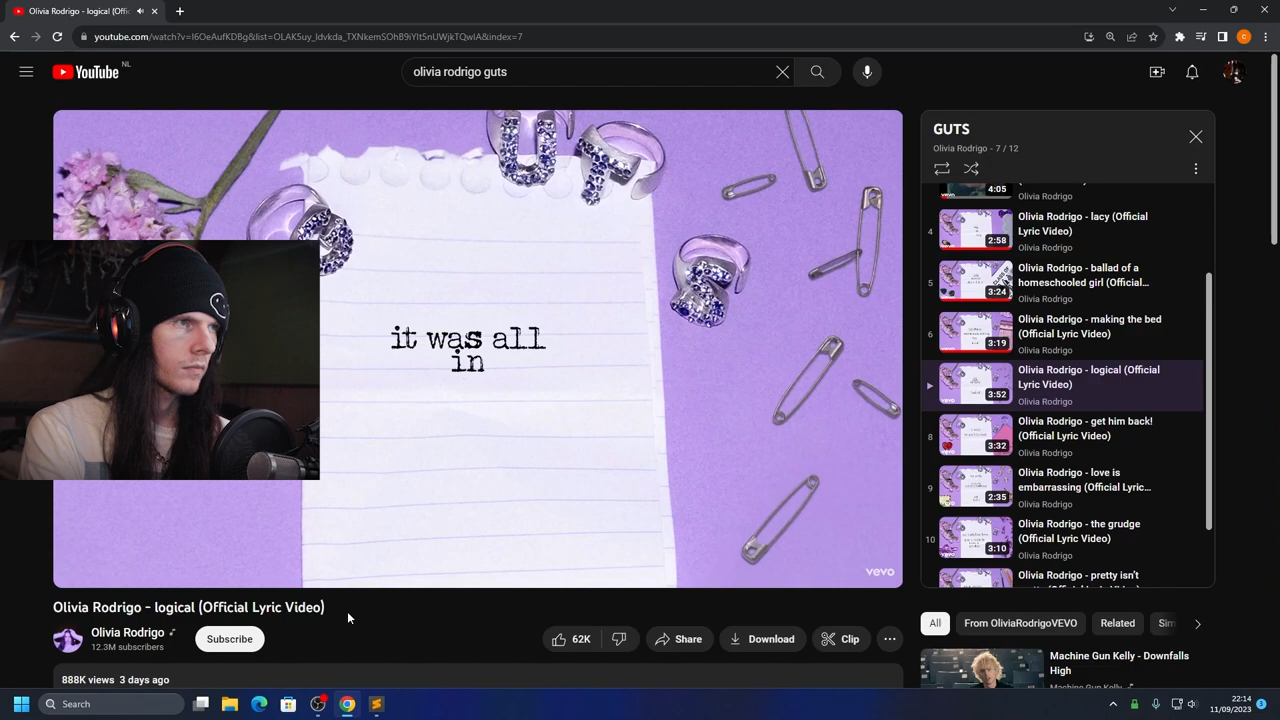 Olivia Rodrigo - logical (Offic
youtube.com/watch?v=I6OeAufKDBg&list=OLAK5uy_ldvkda_TXNkemSOhB9iYlt5nUWjkTQwIA&index=7
YouTube NL
olivia rodrigo guts
GUTS
Olivia Rodrigo - 7 / 12
4:05
Olivia Rodrigo
4
2:58
Olivia Rodrigo - lacy (Official
Video)
Olivia Rodrigo
5
3:24
Olivia Rodrigo - ballad of a
homeschooled girl (Official…
Olivia Rodrigo
6
3:19
Olivia Rodrigo - making the bed
(Official Lyric Video)
Olivia Rodrigo
3:52
Olivia Rodrigo - logical (Official
Lyric Video)
Olivia Rodrigo
8
3:32
Olivia Rodrigo - get him back!
(Official Lyric Video)
Olivia Rodrigo
9
2:35
Olivia Rodrigo - love is
embarrassing (Official Lyric…
Olivia Rodrigo
10
3:10
Olivia Rodrigo - the grudge
(Official Lyric Video)
Olivia Rodrigo
Olivia Rodrigo - pretty isn't
G U T S
it was all
in
vevo
Olivia Rodrigo - logical (Official Lyric Video)
Olivia Rodrigo
12.3M subscribers
Subscribe
62K
Share
Download
Clip
888K views 3 days ago
All
From OliviaRodrigoVEVO
Related
Sim
Machine Gun Kelly - Downfalls
High
Search
22:14
11/09/2023
3